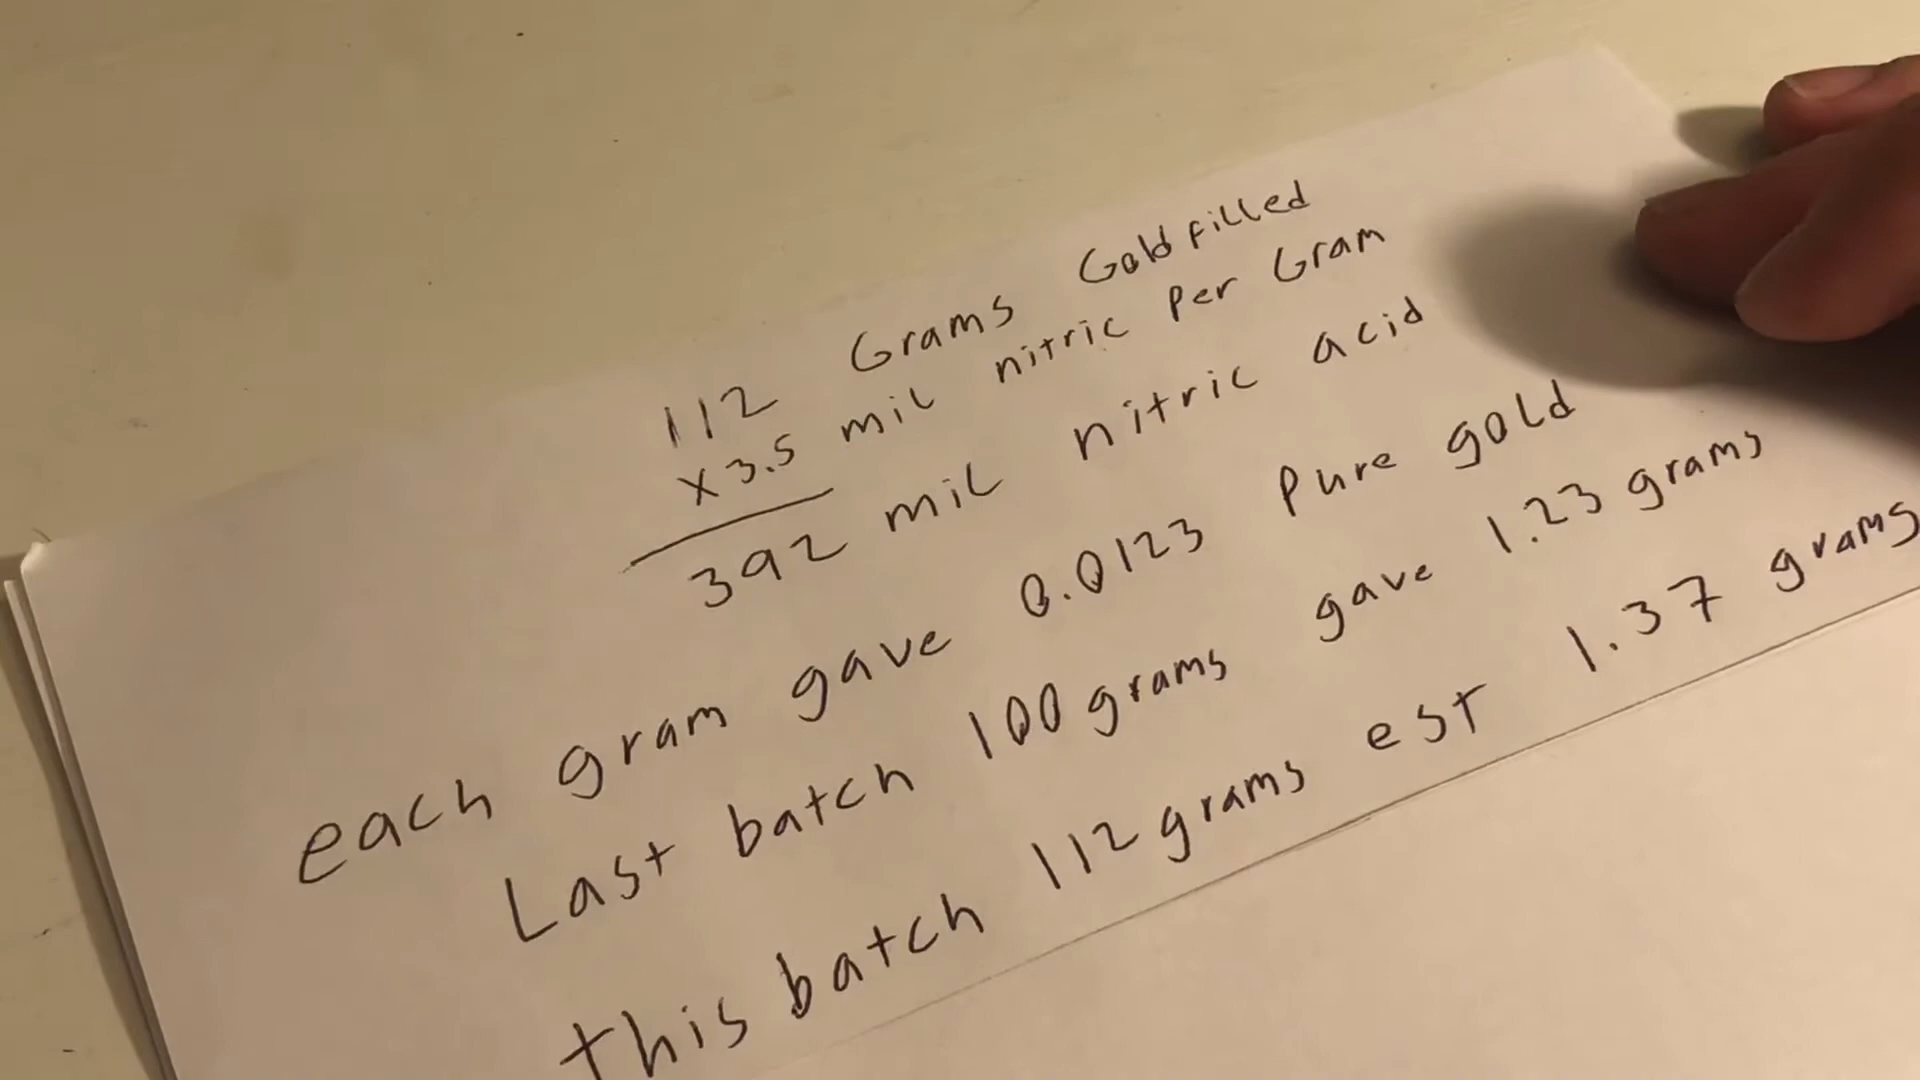 112 Grams Gold filled
x 3.5 mil nitric Per Gram
392 mil nitric acid
each gram gave 0.0123 Pure gold
Last batch 100 grams gave 1.23 grams
this batch 112 grams est 1.37 grams